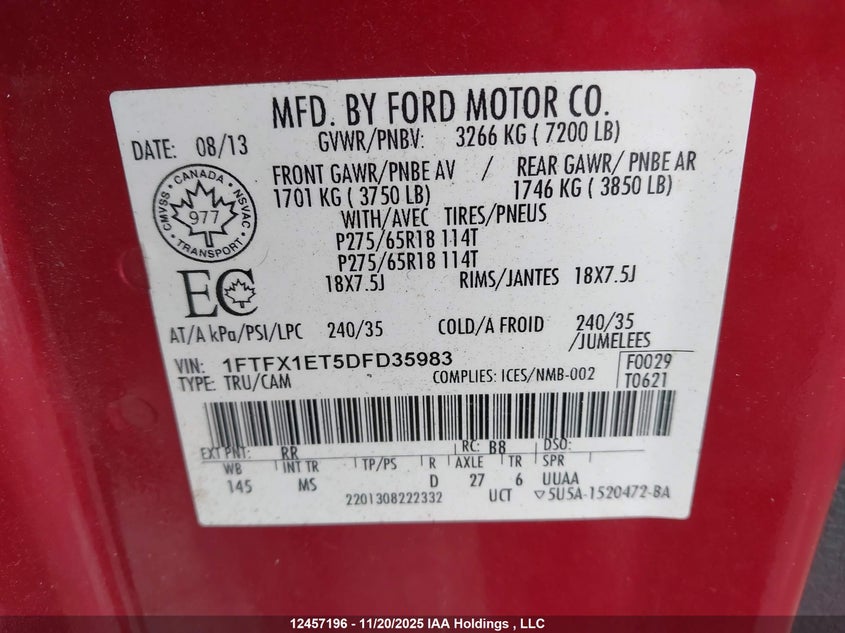 MFD. BY FORD MOTOR CO.
DATE: 08/13 GVWR/PNBV: 3266 KG ( 7200 LB)
FRONT GAWR/PNBE AV / REAR GAWR/ PNBE AR
1701 KG ( 3750 LB) 1746 KG ( 3850 LB)
WITH/AVEC TIRES/PNEUS
P275/65R18 114T
P275/65R18 114T
18X7.5J RIMS/JANTES 18X7.5J
CMVSS • CANADA • NSVAC • TRANSPORT •
977
EC
AT/A kPa/PSI/LPC 240/35 COLD/A FROID 240/35
/JUMELEES
VIN: 1FTFX1ET5DFD35983 F0029
TYPE: TRU/CAM COMPLIES: ICES/NMB-002 T0621
EXT PNT: RR RC: B8 DSO:
WB INT TR TP/PS R AXLE TR SPR
145 MS D 27 6 UUAA
2201308222332 UCT ▽5U5A-1520472-BA
12457196 - 11/20/2025 IAA Holdings , LLC